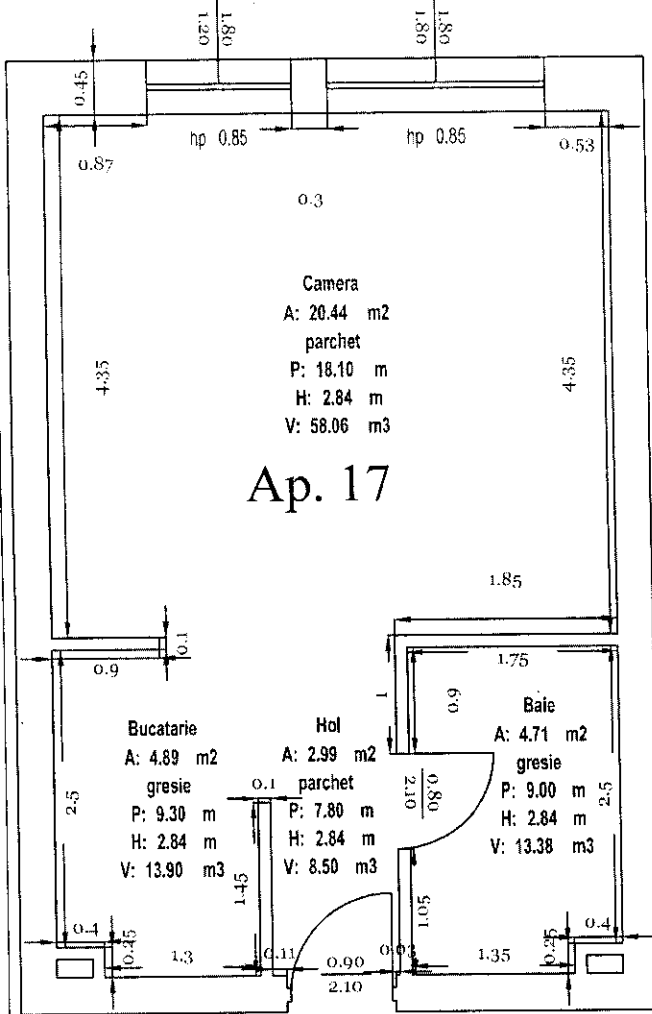 1.80
1.20
1.80
1.80
0.45
hp 0.85
hp 0.85
0.87
0.53
0.3
Camera
A: 20.44 m2
parchet
P: 18.10 m
H: 2.84 m
V: 58.06 m3
4.35
4.35
Ap. 17
1.85
0.1
0.9
1.75
1
0.9
Bucatarie
A: 4.89 m2
gresie
P: 9.30 m
H: 2.84 m
V: 13.90 m3
2.5
Hol
A: 2.99 m2
parchet
P: 7.80 m
H: 2.84 m
V: 8.50 m3
0.1
0.80
2.10
Baie
A: 4.71 m2
gresie
P: 9.00 m
H: 2.84 m
V: 13.38 m3
2.5
1.45
1.05
0.4
0.25
1.3
0.11
0.90
2.10
0.03
1.35
0.25
0.4